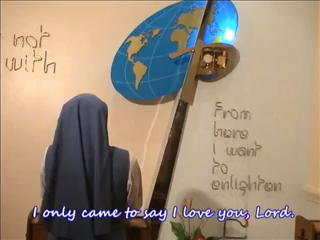 not
with
from
here
I want
to
enlighten
I only came to say I love you, Lord.